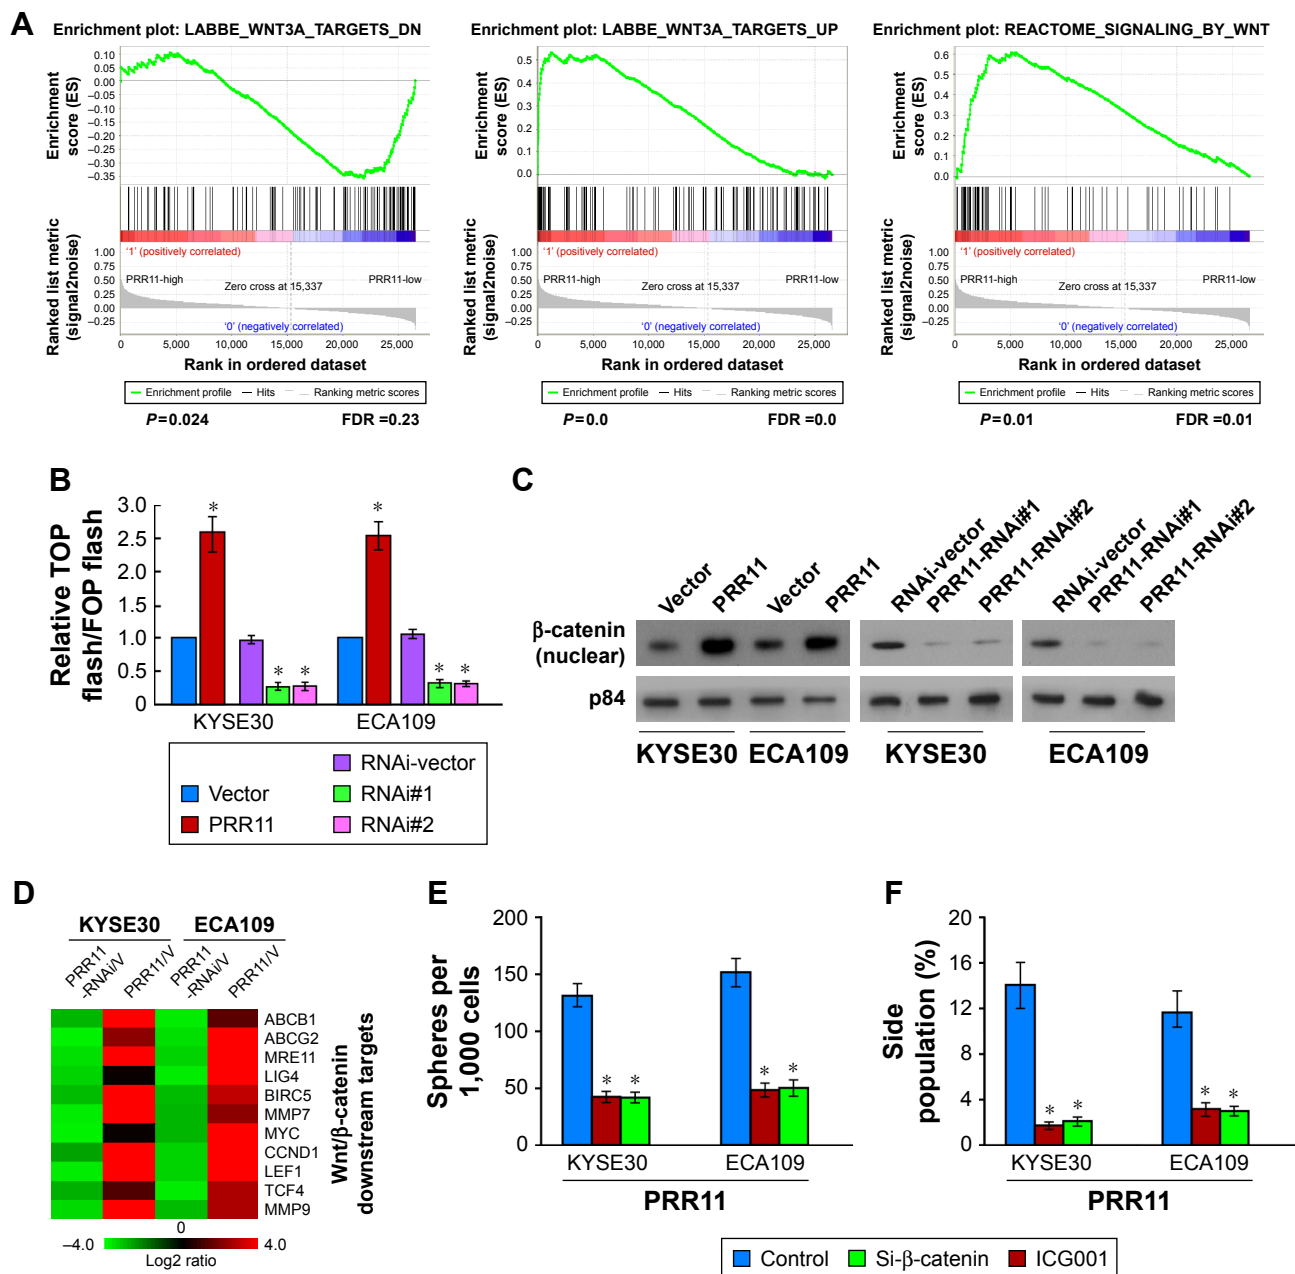 A
Enrichment plot: LABBE_WNT3A_TARGETS_DN
Enrichment score (ES)
0.10
0.05
0.00
–0.05
–0.10
–0.15
–0.20
–0.25
–0.30
–0.35
Ranked list metric (signal2noise)
'1' (positively correlated)
1.00
0.75
0.50
0.25
0.00
–0.25
PRR11-high
PRR11-low
Zero cross at 15,337
'0' (negatively correlated)
0 5,000 10,000 15,000 20,000 25,000
Rank in ordered dataset
Enrichment profile Hits Ranking metric scores
P=0.024 FDR =0.23
Enrichment plot: LABBE_WNT3A_TARGETS_UP
Enrichment score (ES)
0.5
0.4
0.3
0.2
0.1
0.0
Ranked list metric (signal2noise)
'1' (positively correlated)
1.00
0.75
0.50
0.25
0.00
–0.25
PRR11-high
PRR11-low
Zero cross at 15,337
'0' (negatively correlated)
0 5,000 10,000 15,000 20,000 25,000
Rank in ordered dataset
Enrichment profile Hits Ranking metric scores
P=0.0 FDR =0.0
Enrichment plot: REACTOME_SIGNALING_BY_WNT
Enrichment score (ES)
0.6
0.5
0.4
0.3
0.2
0.1
0.0
Ranked list metric (signal2noise)
'1' (positively correlated)
1.00
0.75
0.50
0.25
0.00
–0.25
PRR11-high
PRR11-low
Zero cross at 15,337
'0' (negatively correlated)
0 5,000 10,000 15,000 20,000 25,000
Rank in ordered dataset
Enrichment profile Hits Ranking metric scores
P=0.01 FDR =0.01
B
Relative TOP
flash/FOP flash
3.0
2.5
2.0
1.5
1.0
0.5
0
* * * * * *
KYSE30 ECA109
Vector
PRR11
RNAi-vector
RNAi#1
RNAi#2
C
Vector PRR11 Vector PRR11 RNAi-vector PRR11-RNAi#1 PRR11-RNAi#2 RNAi-vector PRR11-RNAi#1 PRR11-RNAi#2
β-catenin
(nuclear)
p84
KYSE30 ECA109 KYSE30 ECA109
D
KYSE30 ECA109
PRR11
-RNAi/V
PRR11/V
PRR11
-RNAi/V
PRR11/V
ABCB1
ABCG2
MRE11
LIG4
BIRC5
MMP7
MYC
CCND1
LEF1
TCF4
MMP9
Wnt/β-catenin
downstream targets
0
–4.0 4.0
Log2 ratio
E
Spheres per
1,000 cells
200
150
100
50
0
* * * *
KYSE30 ECA109
PRR11
F
Side
population (%)
20
16
12
8
4
0
* * * *
KYSE30 ECA109
PRR11
Control Si-β-catenin ICG001